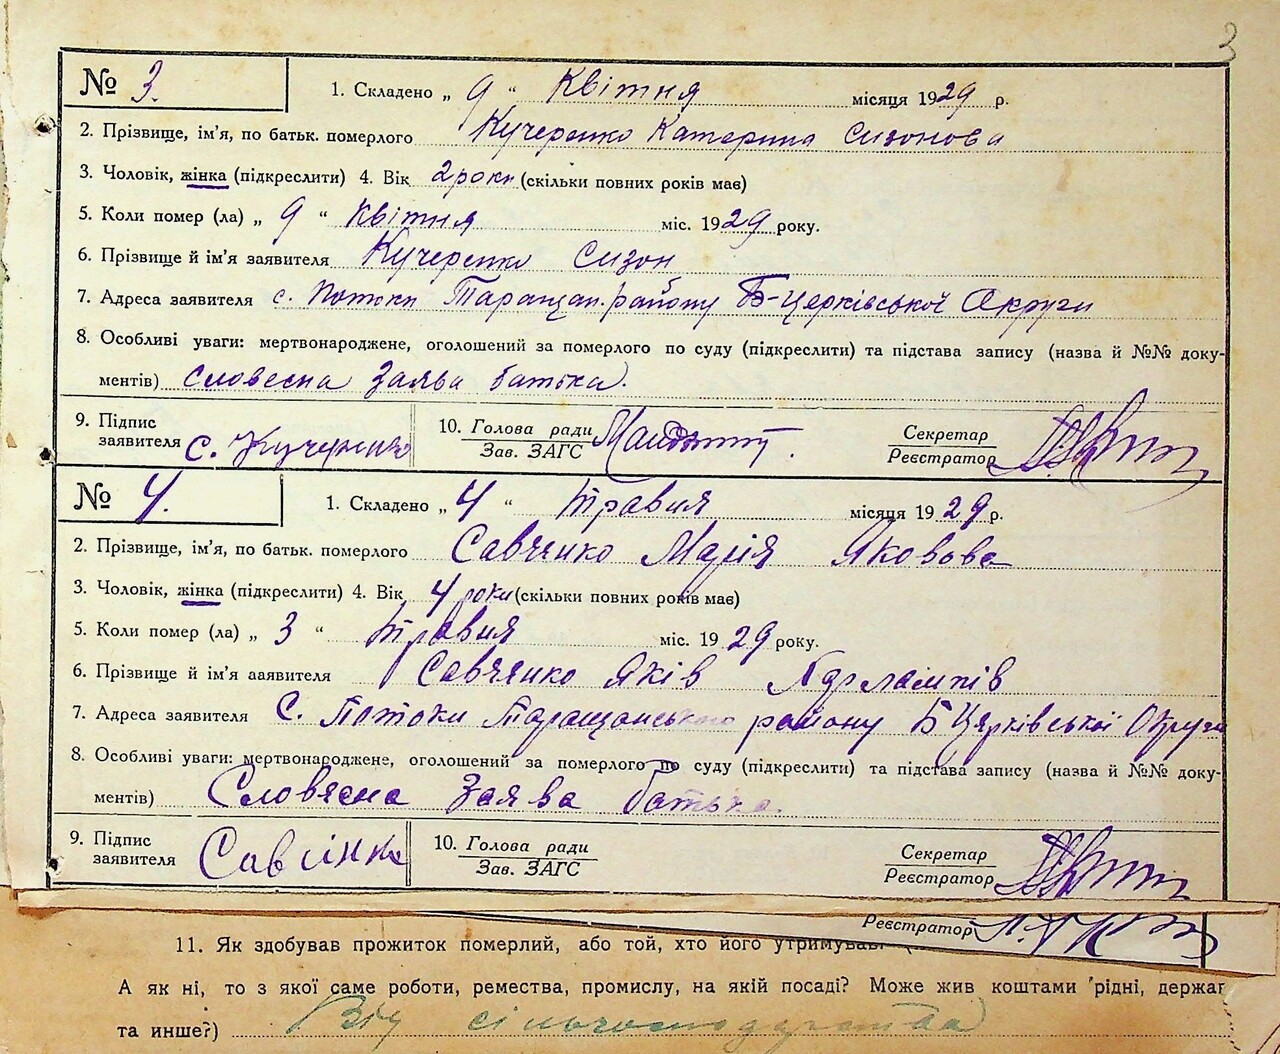 3
№ 3. 1. Складено „ 9 “ Квітня місяця 1929 р.
2. Прізвище, ім’я, по батьк. померлого Кучеренко Катерина Сизонова
3. Чоловік, жінка (підкреслити) 4. Вік 2 роки (скільки повних років мав)
5. Коли помер (ла) „ 9 “ Квітня міс. 1929 року.
6. Прізвище й ім’я заявителя Кучеренко Сизон
7. Адреса заявителя с. Потоки Таращан. району Б-Церківської Округи
8. Особливі уваги: мертвонароджене, оголошений за померлого по суду (підкреслити) та підстава запису (назва й №№ доку-
ментів) словесна Заява батька.
9. Підпис заявителя С. 10. Голова ради Зав. ЗАГС Секретар Реєстратор
№ 4. 1. Складено „ 4 “ травня місяця 1929 р.
2. Прізвище, ім’я, по батьк. померлого Савченко Марія Яковова
3. Чоловік, жінка (підкреслити) 4. Вік 4 роки (скільки повних років мав)
5. Коли помер (ла) „ 3 “ травня міс. 1929 року.
6. Прізвище й ім’я заявителя Савченко Яків
7. Адреса заявителя С. Потоки Таращанського району Б Цярківської Округи
8. Особливі уваги: мертвонароджене, оголошений за померлого по суду (підкреслити) та підстава запису (назва й №№ доку-
ментів) Словясна Заява батька.
9. Підпис заявителя 10. Голова ради Зав. ЗАГС Секретар Реєстратор
Реєстратор
11. Як здобував прожиток померлий, або той, хто його утримував
А як ні, то з якої саме роботи, ремества, промислу, на якій посаді? Може жив коштами рідні, держав
та инше?) Від сільгосподарства